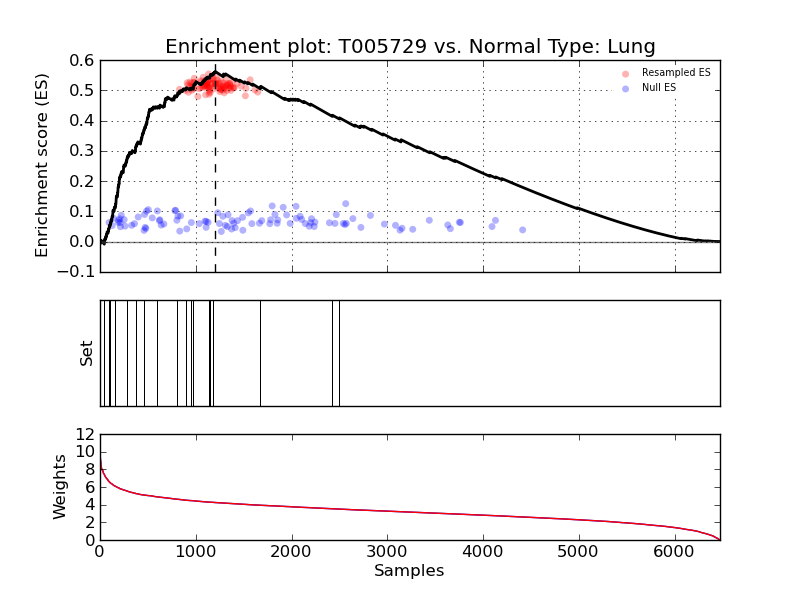 Enrichment plot: T005729 vs. Normal Type: Lung
Enrichment score (ES)
0.6
0.5
0.4
0.3
0.2
0.1
0.0
−0.1
Resampled ES
Null ES
Set
Weights
12
10
8
6
4
2
0
0 1000 2000 3000 4000 5000 6000
Samples